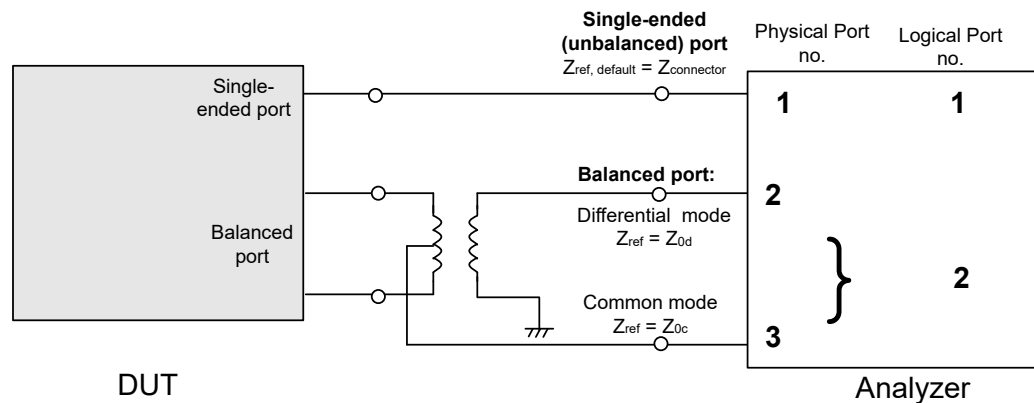 Single-ended
(unbalanced) port
Zref, default = Zconnector
Physical Port
no.
Logical Port
no.
Single-
ended port
1
1
Balanced port:
2
Differential mode
Zref = Z0d
Balanced
port
}
2
Common mode
Zref = Z0c
3
DUT
Analyzer